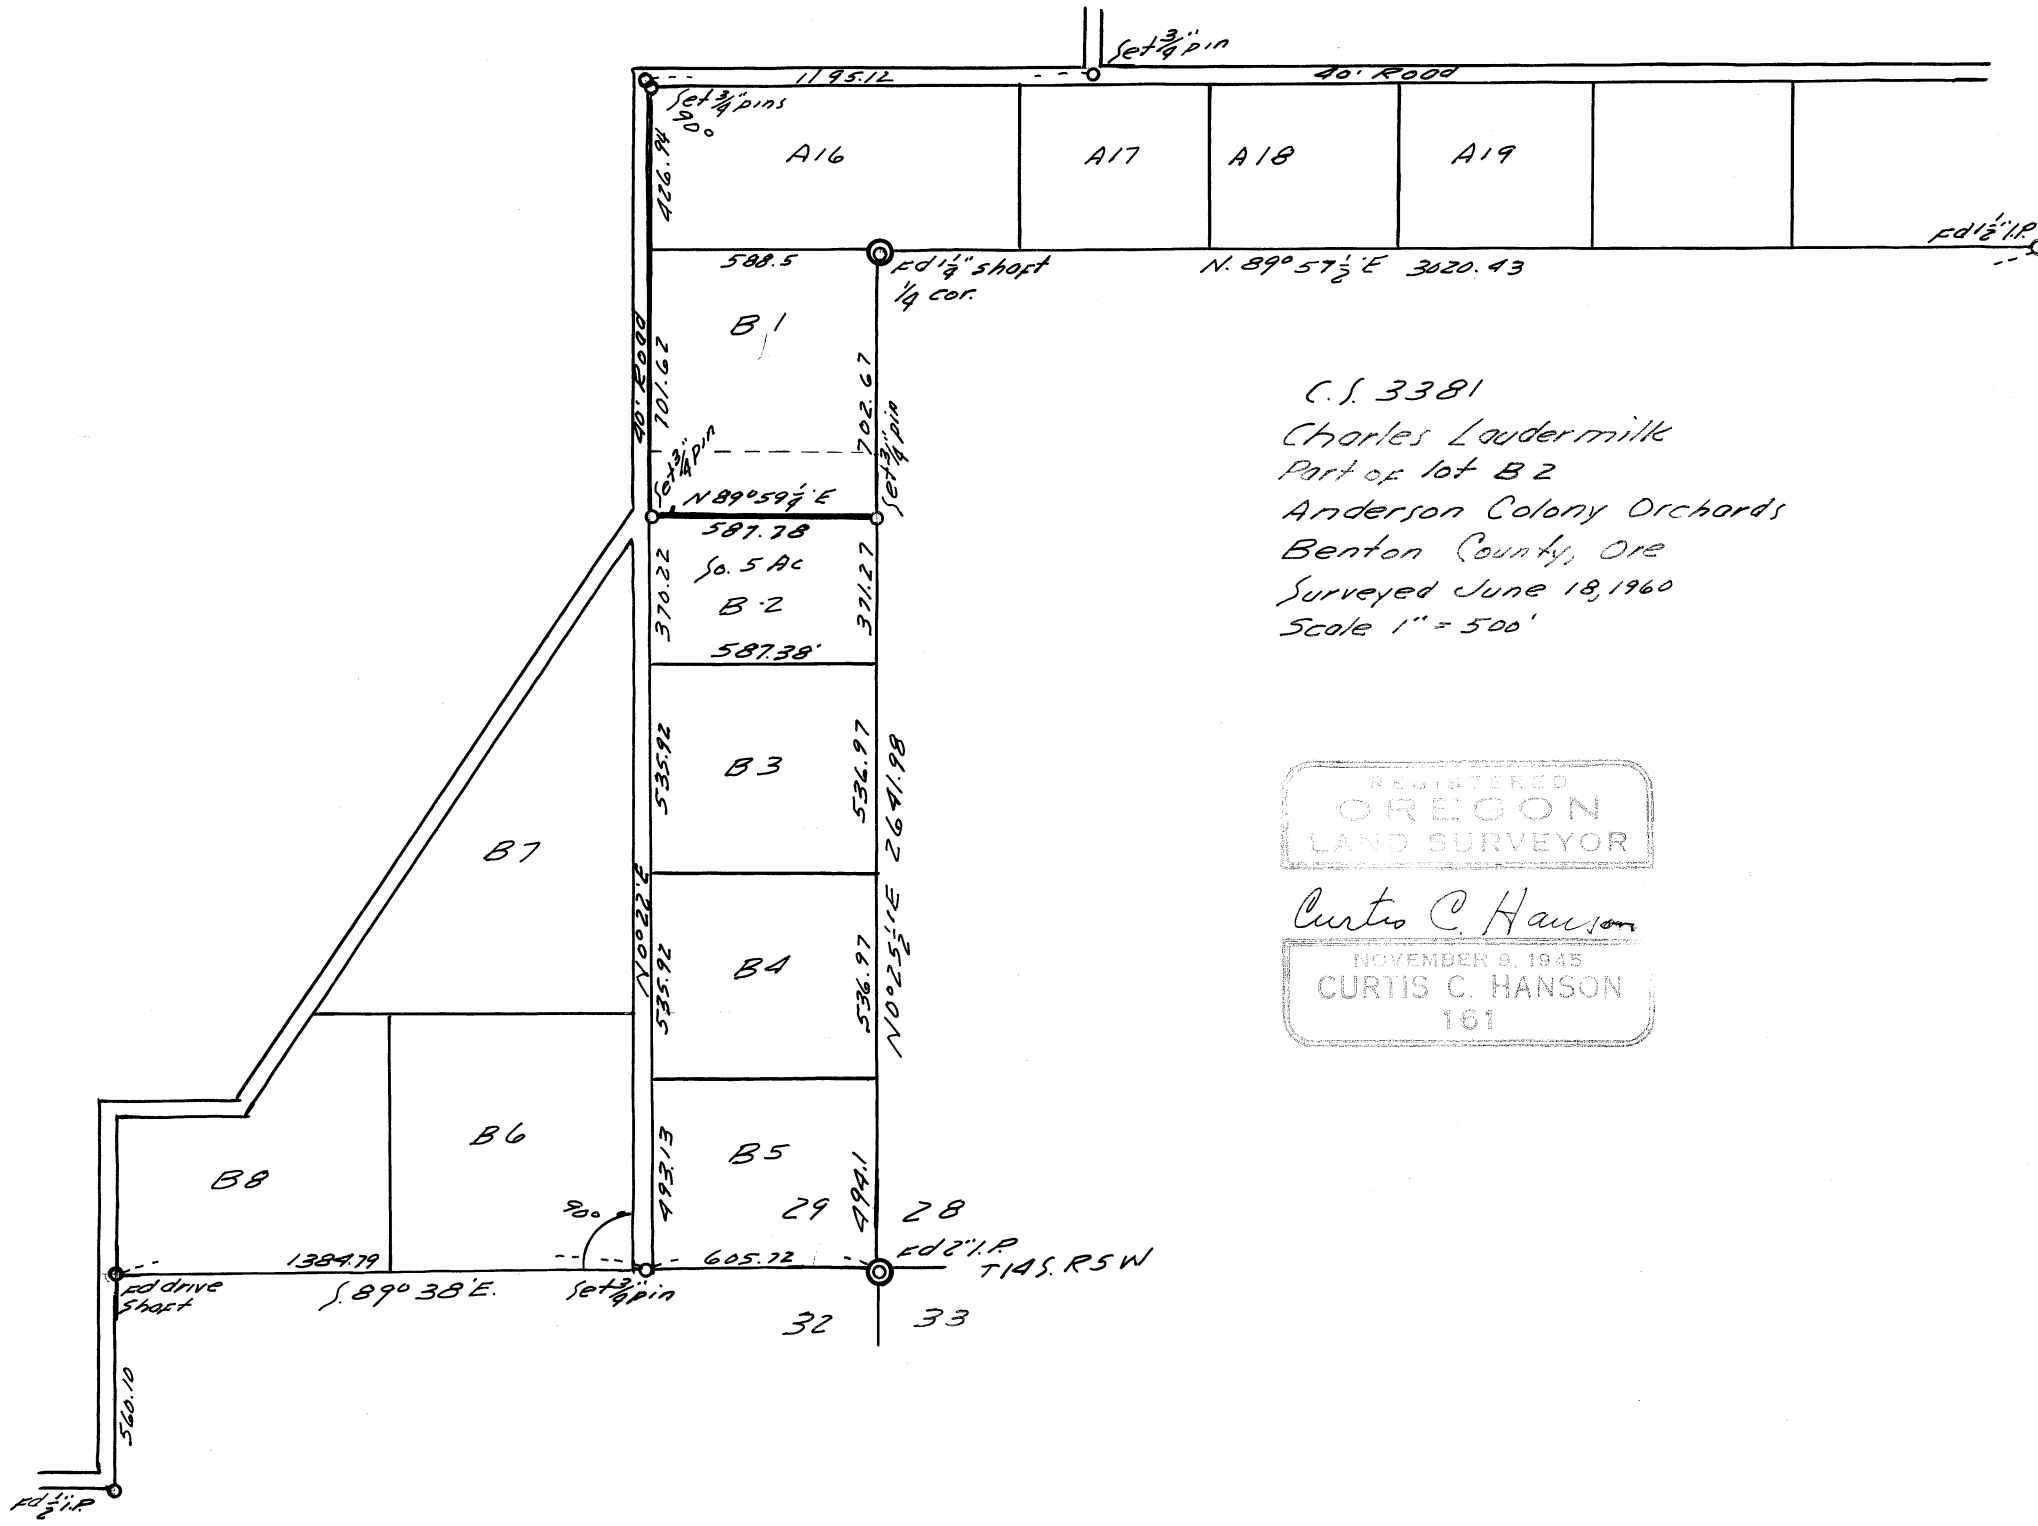 Set 3/4" pin
1195.12
40' Road
Set 3/4" pins
90°
426.94
A16
A17
A18
A19
Fd 1 1/2" I.P.
588.5
Fd 1 1/4" shaft
1/4 cor.
N. 89° 57 1/2' E 3020.43
B 1
40' Road
701.62
702.67
Set 3/4" pin
Set 3/4" pin
N 89° 59 1/4' E
587.78
So. 5 Ac
B-2
370.22
371.27
587.38'
C.S. 3381
Charles Laudermilk
Part of lot B2
Anderson Colony Orchards
Benton County, Ore
Surveyed June 18, 1960
Scale 1" = 500'
535.92
B3
536.97
N 0° 25 1/2' E 2641.98
REGISTERED
OREGON
LAND SURVEYOR
Curtis C. Hanson
NOVEMBER 9, 1945
CURTIS C. HANSON
161
B7
N 0° 22' E
535.92
B4
536.97
B8
B6
493.13
B5
494.1
90°
29
28
1384.79
605.72
Fd 2" I.P.
T14 S. R5 W
Fd drive
shaft
S. 89° 38' E.
Set 3/4" pin
32
33
560.10
Fd 1/2" I.P.